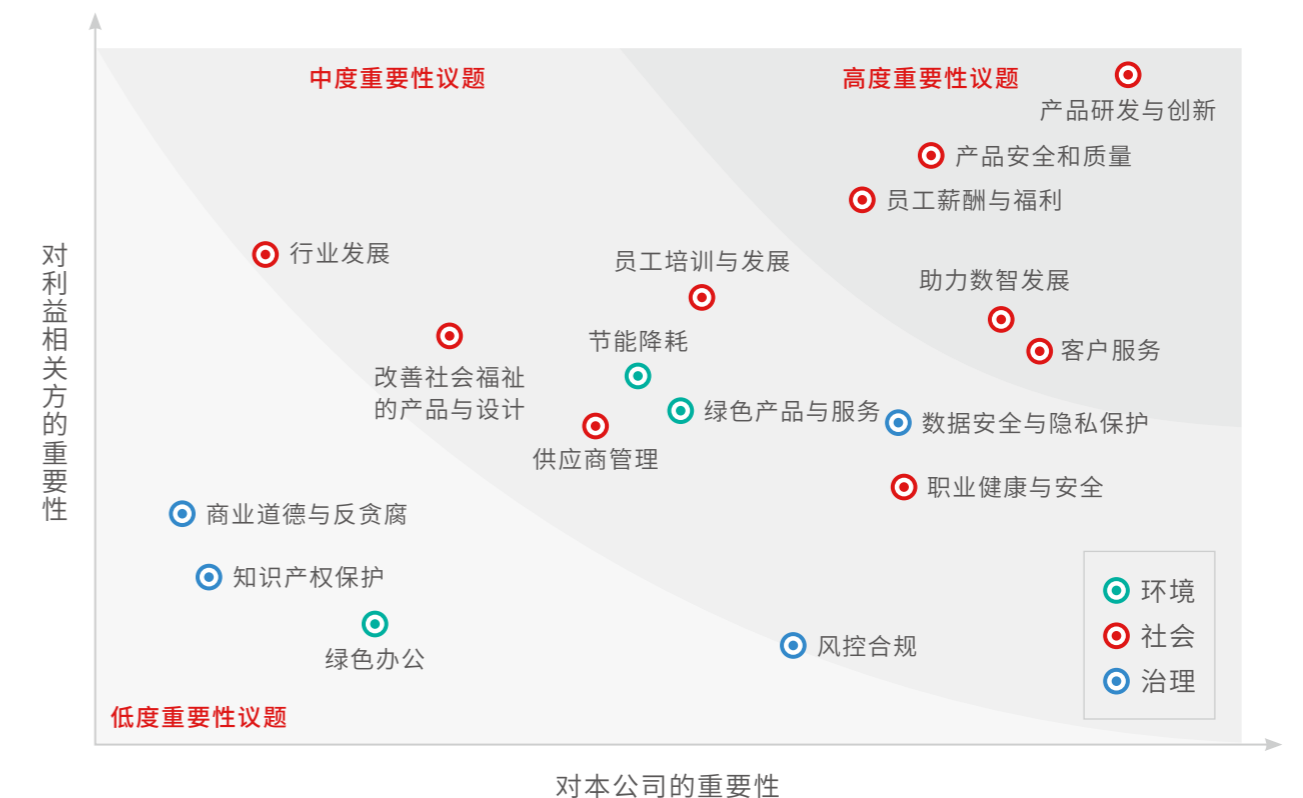 中度重要性议题
高度重要性议题
产品研发与创新
产品安全和质量
员工薪酬与福利
对利益相关方的重要性
行业发展
员工培训与发展
助力数智发展
节能降耗
客户服务
改善社会福祉
的产品与设计
绿色产品与服务
数据安全与隐私保护
供应商管理
职业健康与安全
商业道德与反贪腐
知识产权保护
绿色办公
风控合规
环境
社会
治理
低度重要性议题
对本公司的重要性